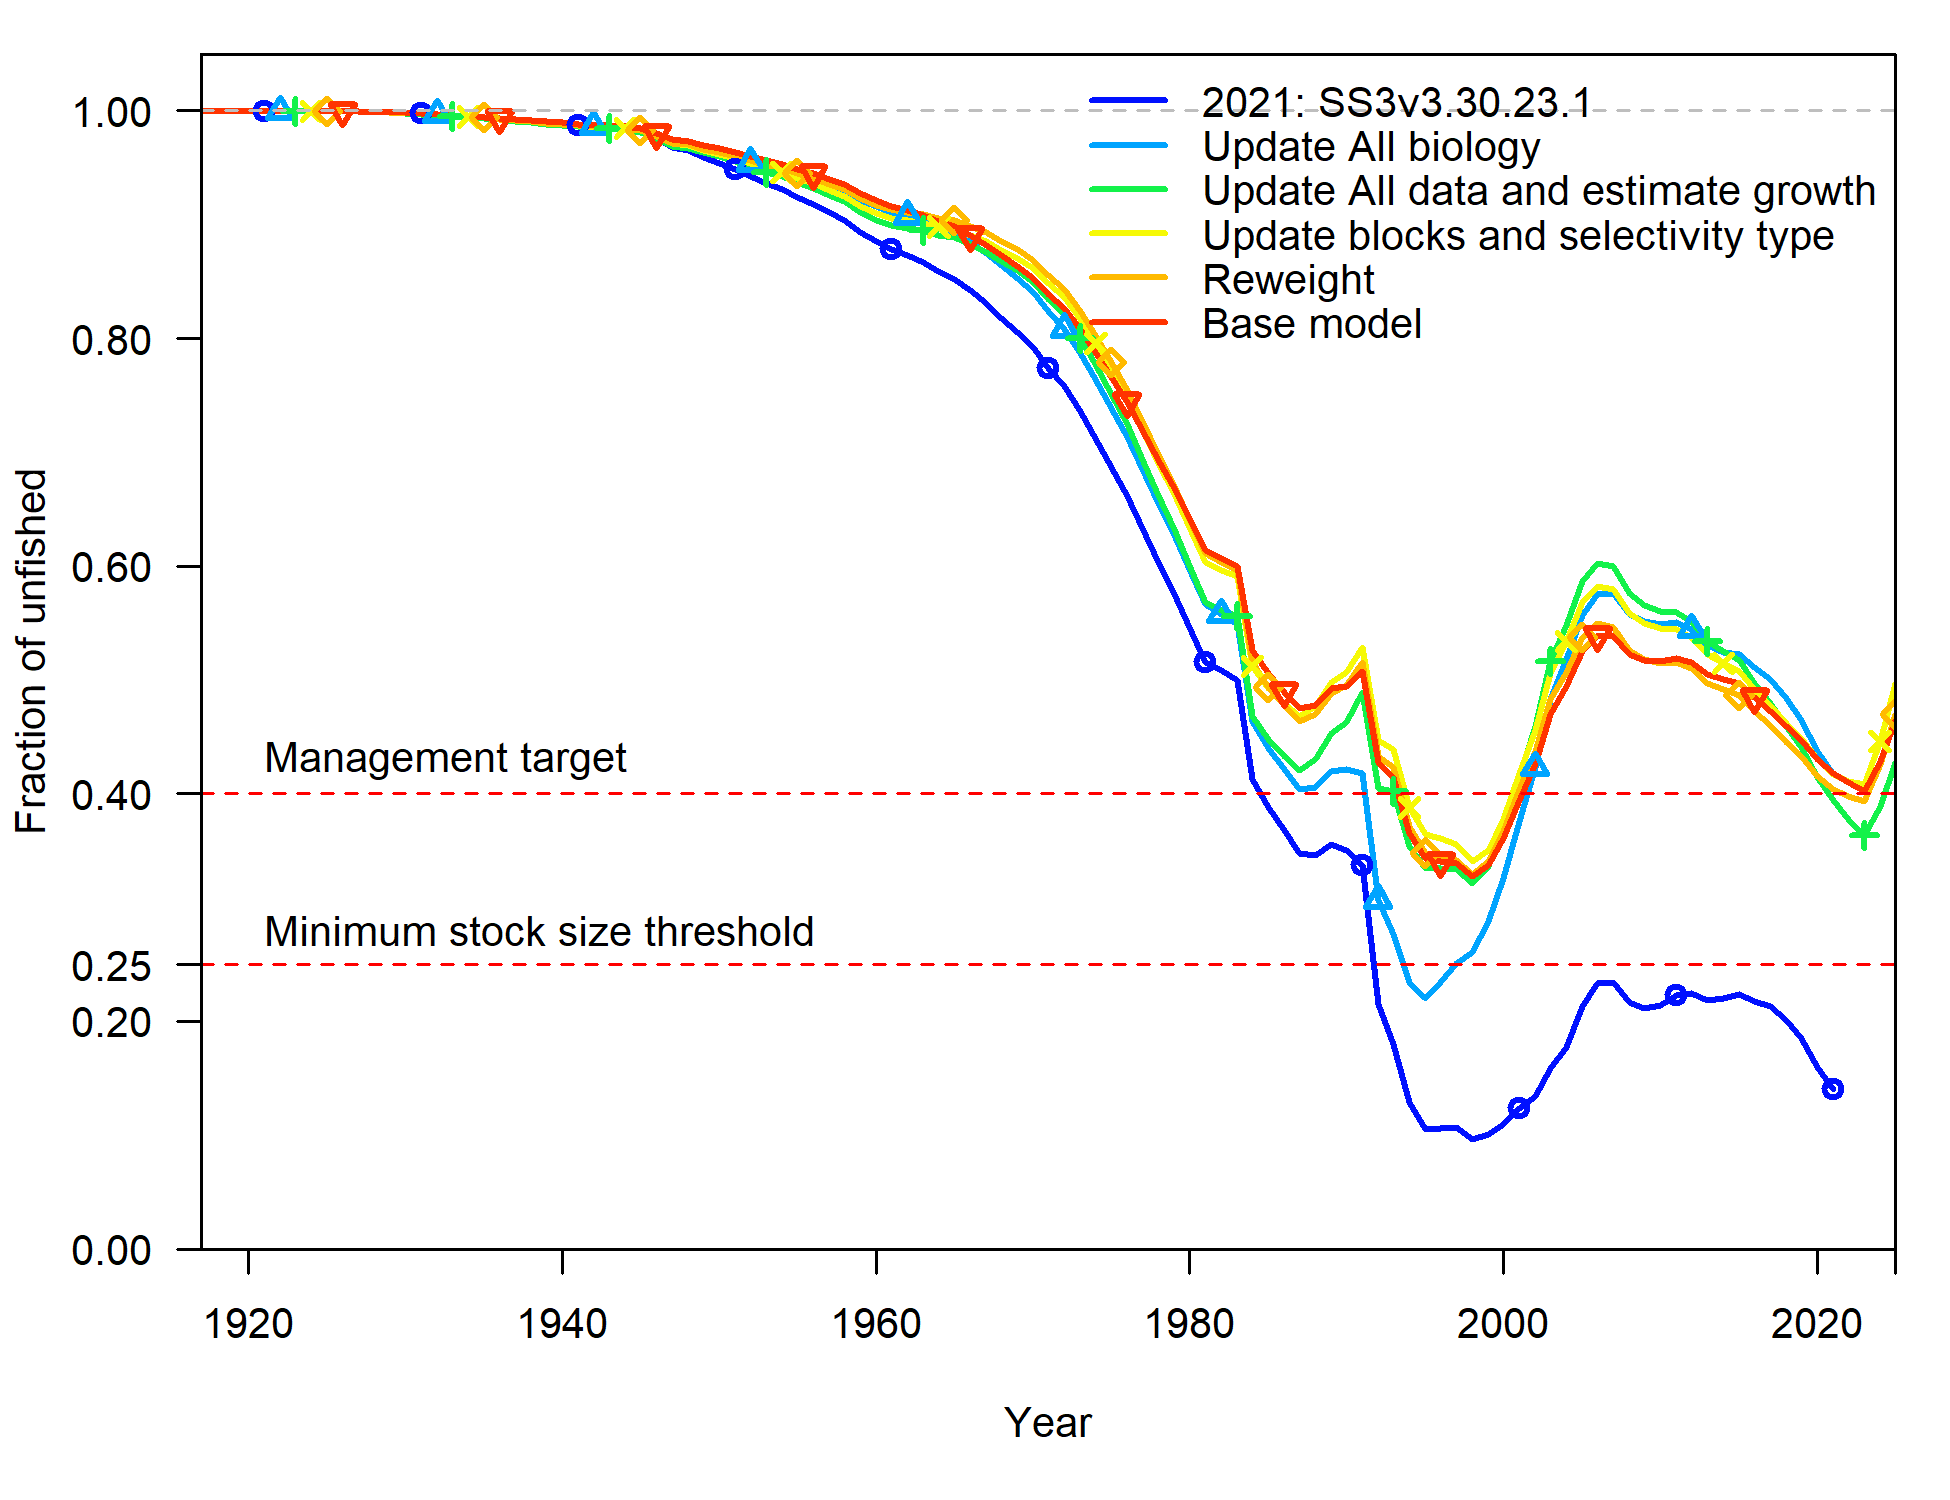 2021: SS3v3.30.23.1
Update All biology
Update All data and estimate growth
Update blocks and selectivity type
Reweight
Base model
Fraction of unfished
1.00
0.80
0.60
0.40
0.25
0.20
0.00
Management target
Minimum stock size threshold
1920 1940 1960 1980 2000 2020
Year